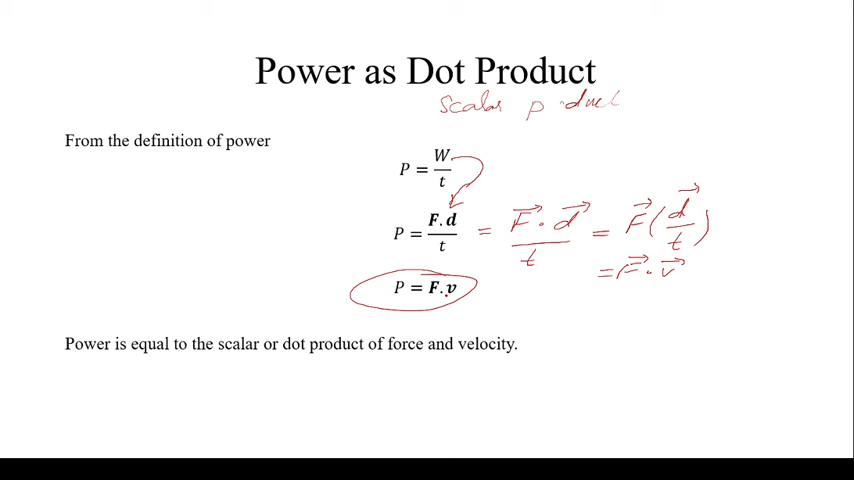 Power as Dot Product
scalar p duct
From the definition of power
P = W/t
P = F.d/t = F⃗ · d⃗/t = F⃗(d⃗/t)
= F⃗ · v⃗
P = F.v
Power is equal to the scalar or dot product of force and velocity.